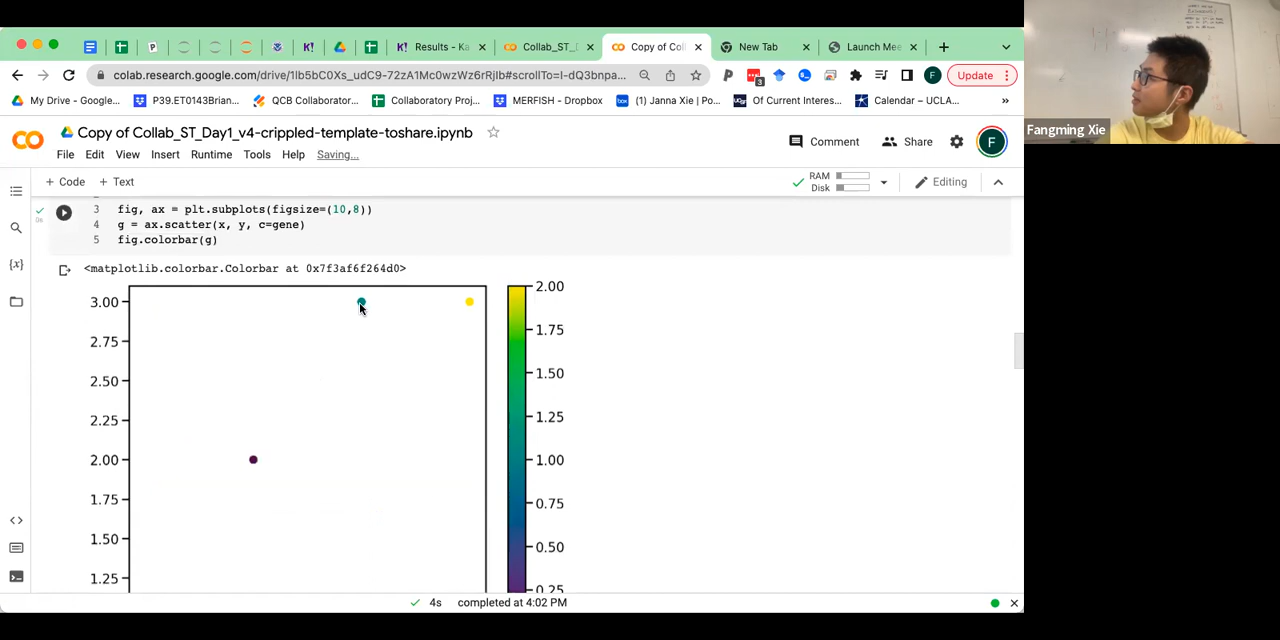 Results - Ka
Collab_ST_D
Copy of Col
New Tab
Launch Mee
colab.research.google.com/drive/1lb5bC0Xs_udC9-72zA1Mc0wzWz6rRjIb#scrollTo=I-dQ3bnpa...
Update
My Drive - Google...
P39.ET0143Brian...
QCB Collaborator...
Collaboratory Proj...
MERFISH - Dropbox
(1) Janna Xie | Po...
Of Current Interes...
Calendar – UCLA...
»
Copy of Collab_ST_Day1_v4-crippled-template-toshare.ipynb
File Edit View Insert Runtime Tools Help Saving...
Comment
Share
F
+ Code + Text
RAM
Disk
Editing
3 fig, ax = plt.subplots(figsize=(10,8))
4 g = ax.scatter(x, y, c=gene)
5 fig.colorbar(g)
<matplotlib.colorbar.Colorbar at 0x7f3af6f264d0>
3.00
2.75
2.50
2.25
2.00
1.75
1.50
1.25
2.00
1.75
1.50
1.25
1.00
0.75
0.50
0.25
4s completed at 4:02 PM
Fangming Xie